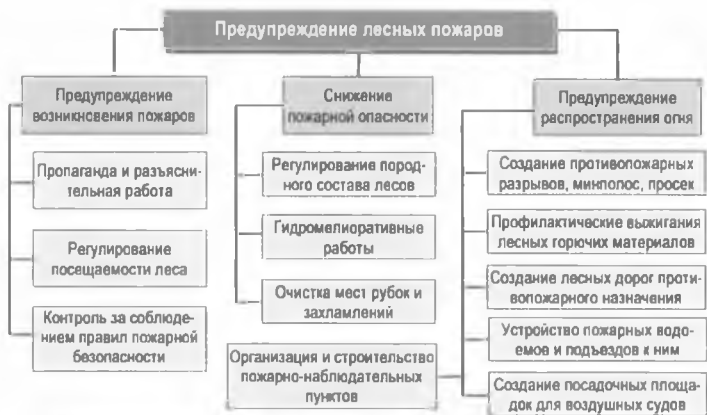 Предупреждение лесных пожаров
Предупреждение
возникновения пожаров
Пропаганда и разъясни-
тельная работа
Регулирование
посещаемости леса
Контроль за соблюде-
нием правил пожарной
безопасности
Снижение
пожарной опасности
Регулирование пород-
ного состава лесов
Гидромелиоративные
работы
Очистка мест рубок и
захламлений
Организация и строительство
пожарно-наблюдательных
пунктов
Предупреждение
распространения огня
Создание противопожарных
разрывов, минполос, просек
Профилактические выжигания
лесных горючих материалов
Создание лесных дорог проти-
вопожарного назначения
Устройство пожарных водо-
емов и подъездов к ним
Создание посадочных площа-
док для воздушных судов